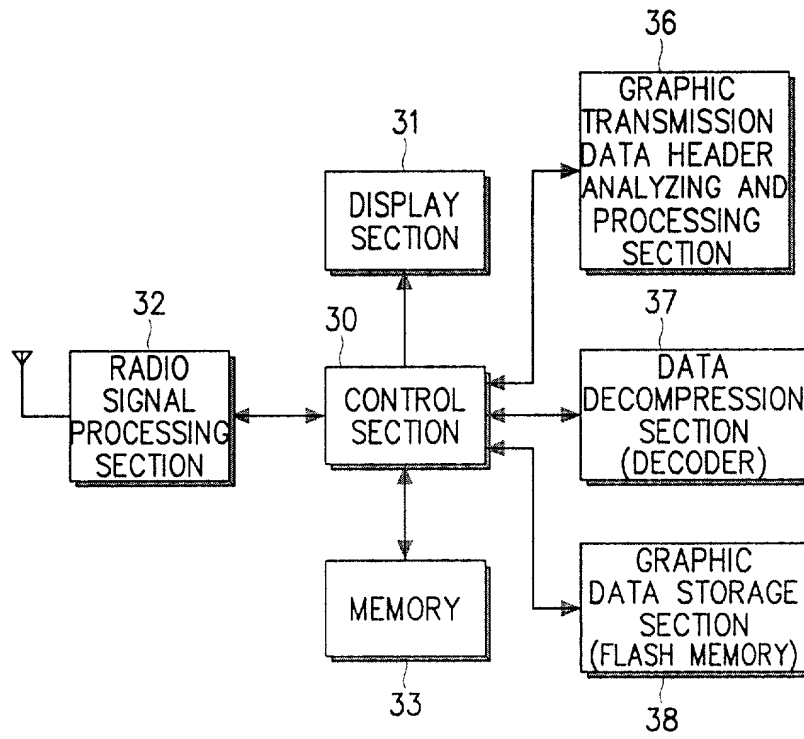 36
GRAPHIC
TRANSMISSION
DATA HEADER
ANALYZING AND
PROCESSING
SECTION
31
DISPLAY
SECTION
32
RADIO
SIGNAL
PROCESSING
SECTION
30
CONTROL
SECTION
37
DATA
DECOMPRESSION
SECTION
(DECODER)
MEMORY
33
GRAPHIC
DATA STORAGE
SECTION
(FLASH MEMORY)
38